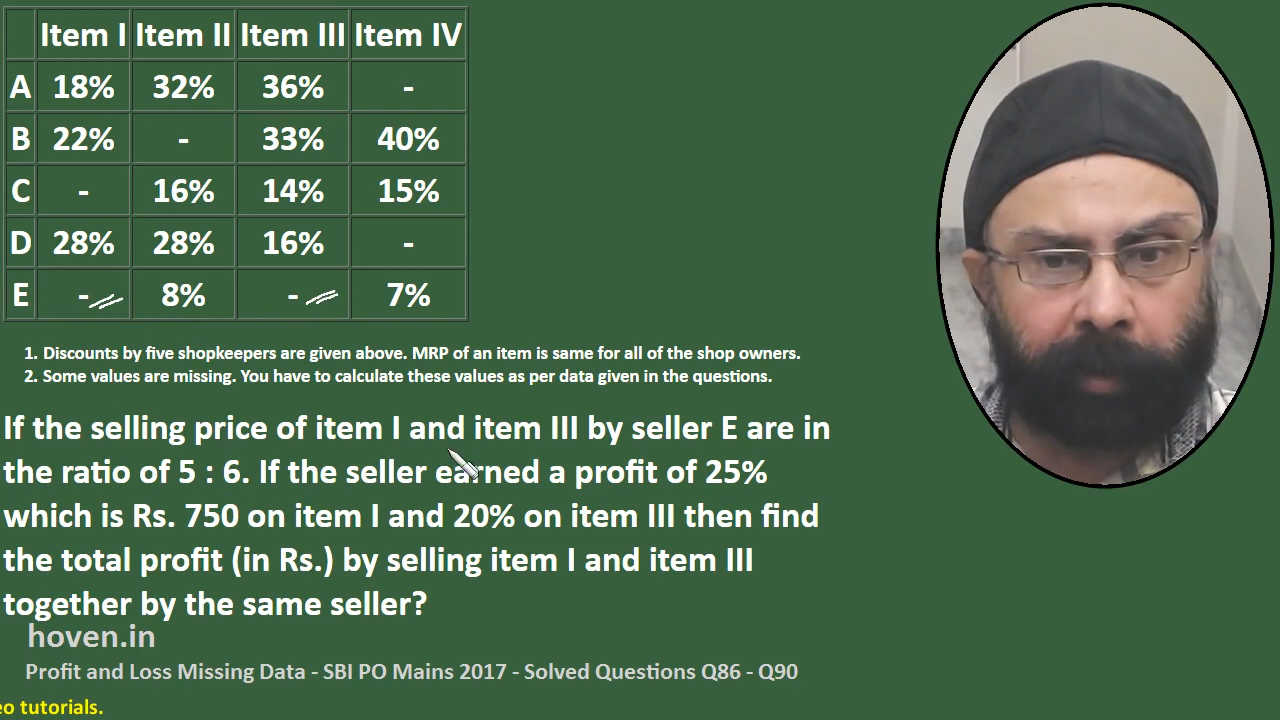 Item I Item II Item III Item IV
A 18% 32% 36% -
B 22% - 33% 40%
C - 16% 14% 15%
D 28% 28% 16% -
E - 8% - 7%
1. Discounts by five shopkeepers are given above. MRP of an item is same for all of the shop owners.
2. Some values are missing. You have to calculate these values as per data given in the questions.
If the selling price of item I and item III by seller E are in
the ratio of 5 : 6. If the seller earned a profit of 25%
which is Rs. 750 on item I and 20% on item III then find
the total profit (in Rs.) by selling item I and item III
together by the same seller?
hoven.in
Profit and Loss Missing Data - SBI PO Mains 2017 - Solved Questions Q86 - Q90
tutorials.